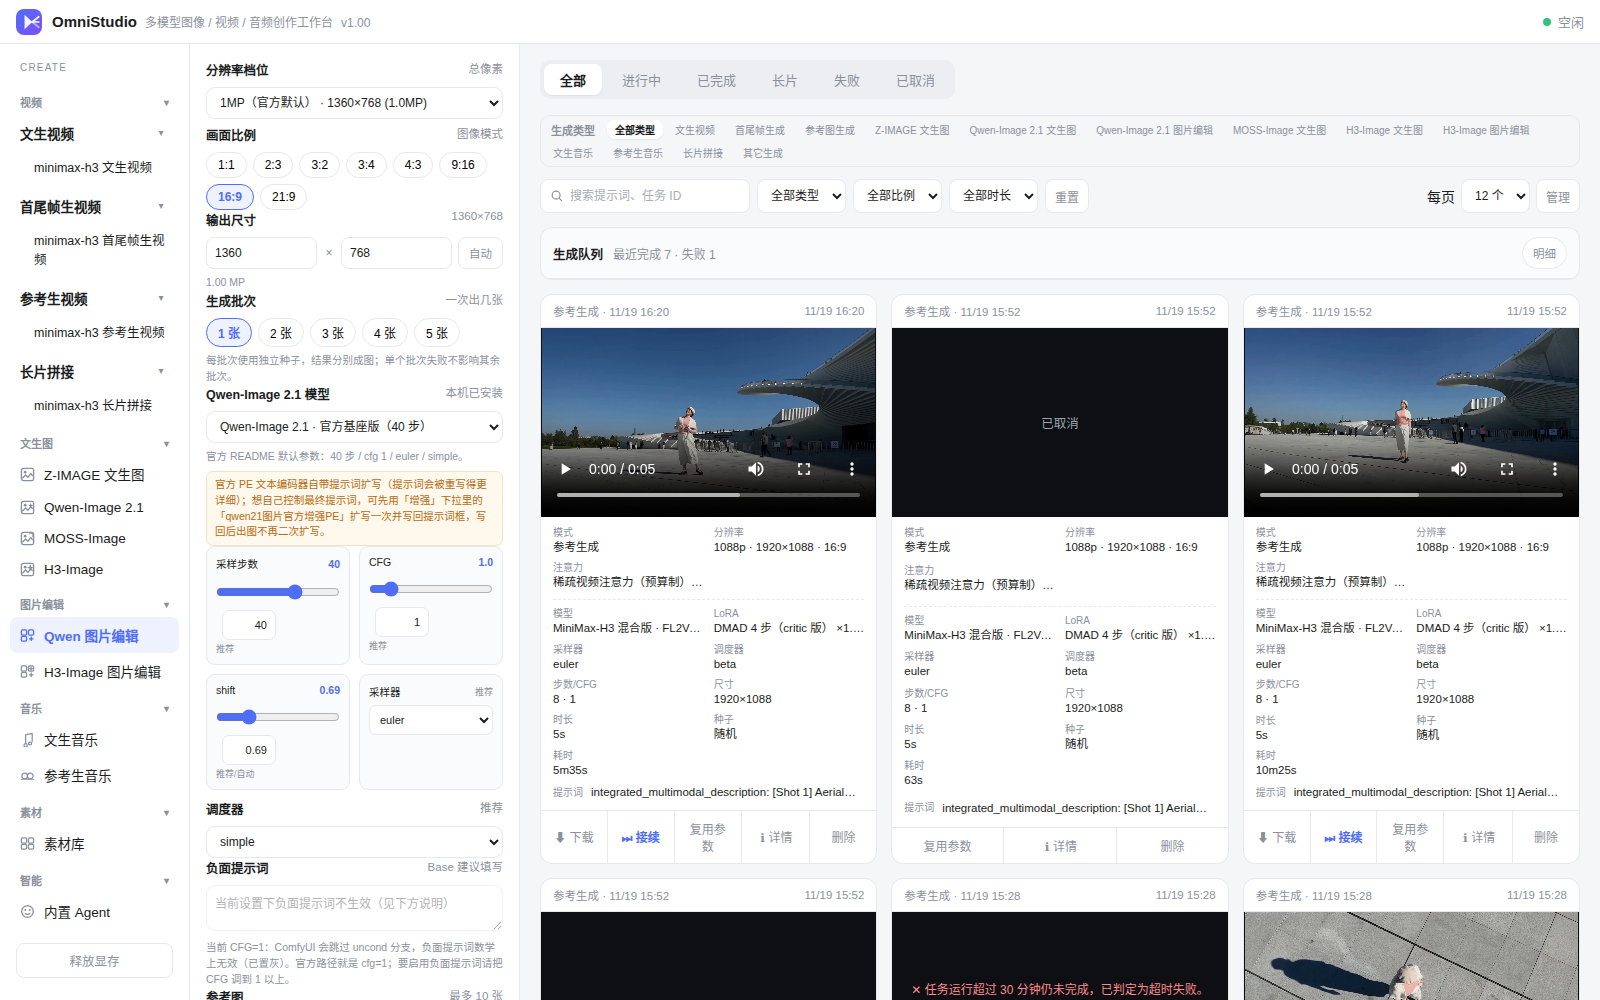 OmniStudio 多模型图像 / 视频 / 音频创作工作台 v1.00
空闲
CREATE
视频
文生视频
minimax-h3 文生视频
首尾帧生视频
minimax-h3 首尾帧生视
频
参考生视频
minimax-h3 参考生视频
长片拼接
minimax-h3 长片拼接
文生图
Z-IMAGE 文生图
Qwen-Image 2.1
MOSS-Image
H3-Image
图片编辑
Qwen 图片编辑
H3-Image 图片编辑
音乐
文生音乐
参考生音乐
素材
素材库
智能
内置 Agent
释放显存
分辨率档位 总像素
1MP（官方默认） · 1360×768 (1.0MP)
画面比例 图像模式
1:1 2:3 3:2 3:4 4:3 9:16
16:9 21:9
输出尺寸 1360×768
1360 × 768 自动
1.00 MP
生成批次 一次出几张
1 张 2 张 3 张 4 张 5 张
每批次使用独立种子，结果分别成图；单个批次失败不影响其余
批次。
Qwen-Image 2.1 模型 本机已安装
Qwen-Image 2.1 · 官方基座版（40 步）
官方 README 默认参数：40 步 / cfg 1 / euler / simple。
官方 PE 文本编码器自带提示词扩写（提示词会被重写得更
详细）；想自己控制最终提示词，可先用「增强」下拉里的
「qwen21图片官方增强PE」扩写一次并写回提示词框，写
回后出图不再二次扩写。
采样步数 40
40
推荐
CFG 1.0
1
推荐
shift 0.69
0.69
推荐/自动
采样器 推荐
euler
调度器 推荐
simple
负面提示词 Base 建议填写
当前设置下负面提示词不生效（见下方说明）
当前 CFG=1：ComfyUI 会跳过 uncond 分支，负面提示词数学
上无效（已置灰）。官方路径就是 cfg=1；要启用负面提示词请把
CFG 调到 1 以上。
参考图 最多 10 张
全部 进行中 已完成 长片 失败 已取消
生成类型 全部类型 文生视频 首尾帧生成 参考图生成 Z-IMAGE 文生图 Qwen-Image 2.1 文生图 Qwen-Image 2.1 图片编辑 MOSS-Image 文生图 H3-Image 文生图 H3-Image 图片编辑
文生音乐 参考生音乐 长片拼接 其它生成
搜索提示词、任务 ID 全部类型 全部比例 全部时长 重置 每页 12 个 管理
生成队列 最近完成 7 · 失败 1 明细
参考生成 · 11/19 16:20 11/19 16:20
0:00 / 0:05
模式 分辨率
参考生成 1088p · 1920×1088 · 16:9
注意力
稀疏视频注意力（预算制）…
模型 LoRA
MiniMax-H3 混合版 · FL2V… DMAD 4 步（critic 版） ×1.…
采样器 调度器
euler beta
步数/CFG 尺寸
8 · 1 1920×1088
时长 种子
5s 随机
耗时
5m35s
提示词 integrated_multimodal_description: [Shot 1] Aerial…
下载 接续 复用参
数 详情 删除
参考生成 · 11/19 15:52 11/19 15:52
已取消
模式 分辨率
参考生成 1088p · 1920×1088 · 16:9
注意力
稀疏视频注意力（预算制）…
模型 LoRA
MiniMax-H3 混合版 · FL2V… DMAD 4 步（critic 版） ×1.…
采样器 调度器
euler beta
步数/CFG 尺寸
8 · 1 1920×1088
时长 种子
5s 随机
耗时
63s
提示词 integrated_multimodal_description: [Shot 1] Aerial…
复用参数 详情 删除
参考生成 · 11/19 15:52 11/19 15:52
0:00 / 0:05
模式 分辨率
参考生成 1088p · 1920×1088 · 16:9
注意力
稀疏视频注意力（预算制）…
模型 LoRA
MiniMax-H3 混合版 · FL2V… DMAD 4 步（critic 版） ×1.…
采样器 调度器
euler beta
步数/CFG 尺寸
8 · 1 1920×1088
时长 种子
5s 随机
耗时
10m25s
提示词 integrated_multimodal_description: [Shot 1] Aerial…
下载 接续 复用参
数 详情 删除
参考生成 · 11/19 15:52 11/19 15:52
参考生成 · 11/19 15:28 11/19 15:28
✕ 任务运行超过 30 分钟仍未完成，已判定为超时失败。
参考生成 · 11/19 15:28 11/19 15:28